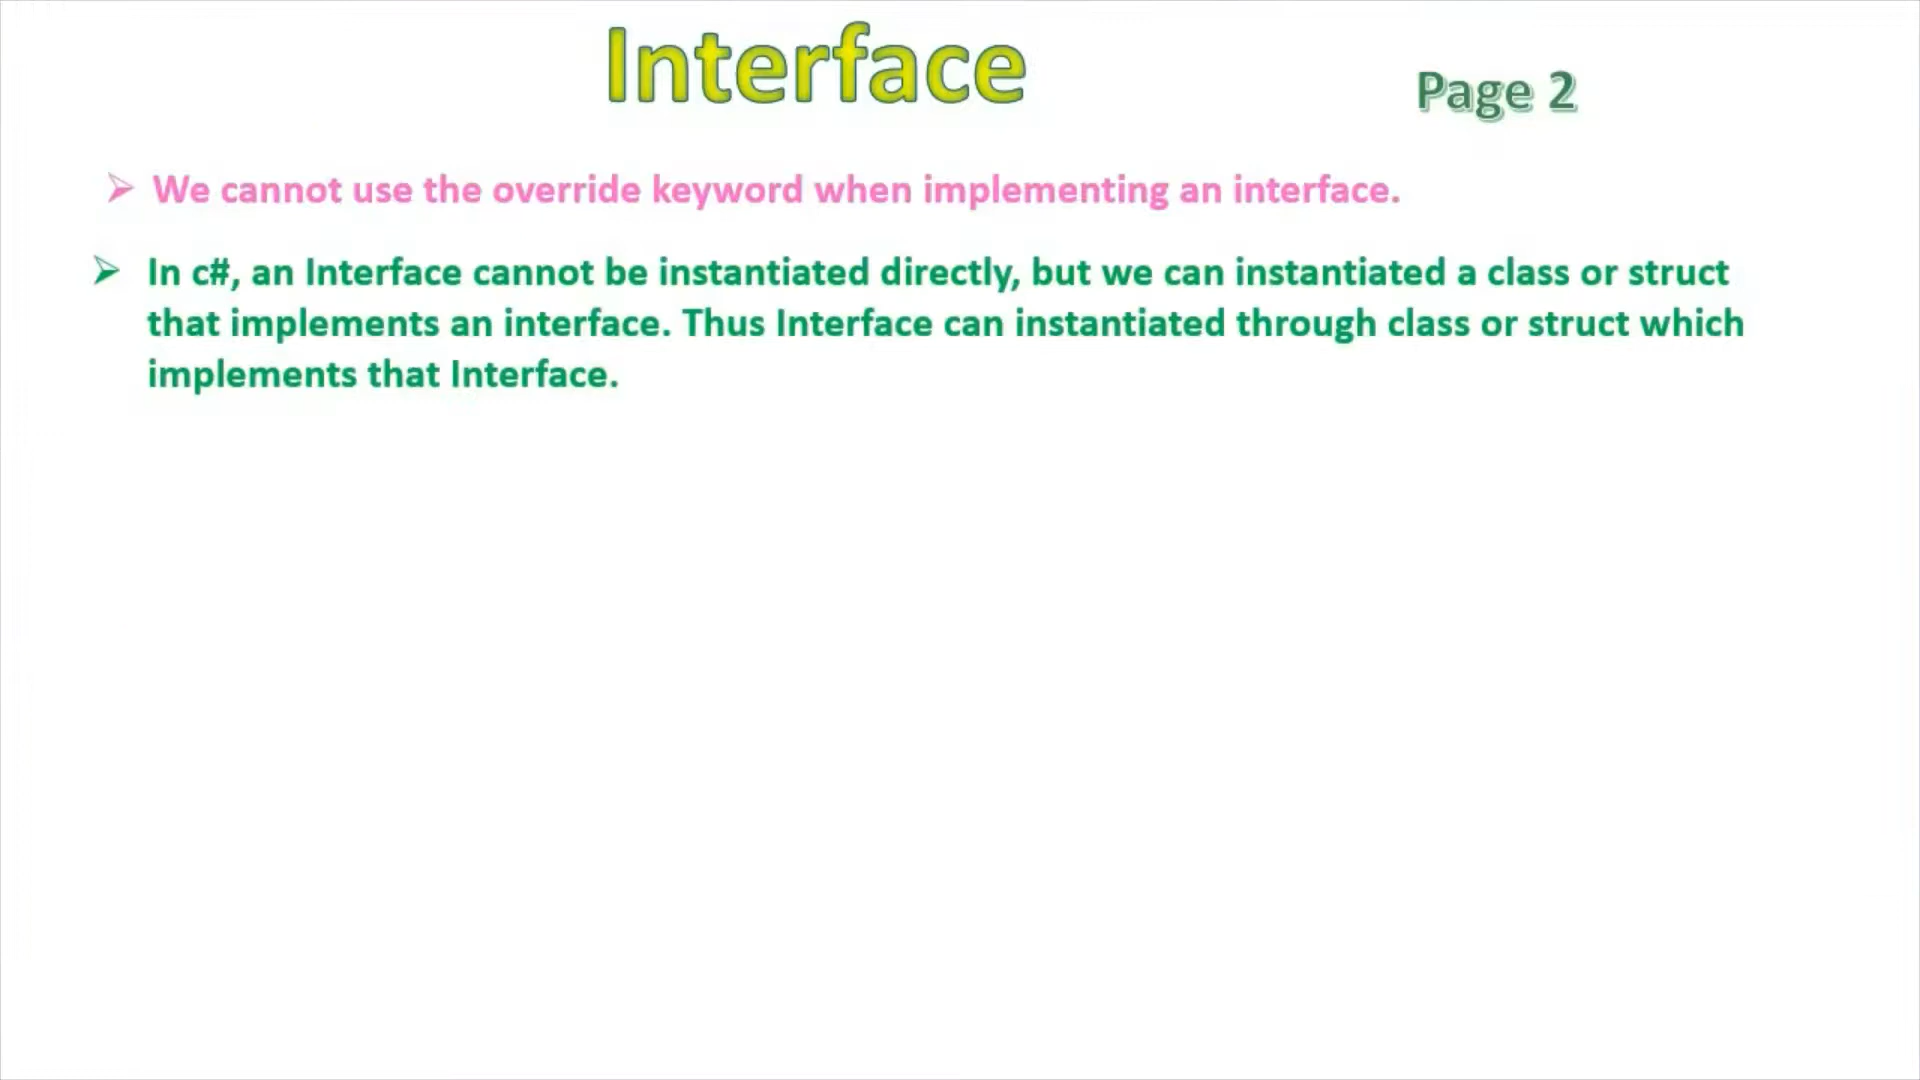 Interface
Page 2
➢ We cannot use the override keyword when implementing an interface.
➢ In c#, an Interface cannot be instantiated directly, but we can instantiated a class or struct
that implements an interface. Thus Interface can instantiated through class or struct which
implements that Interface.